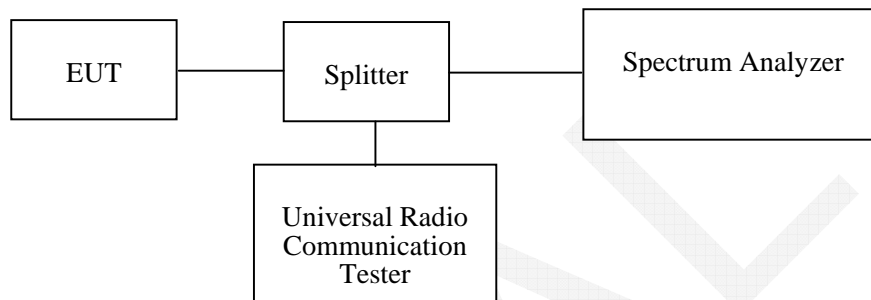 EUT
Splitter
Spectrum Analyzer
Universal Radio
Communication
Tester